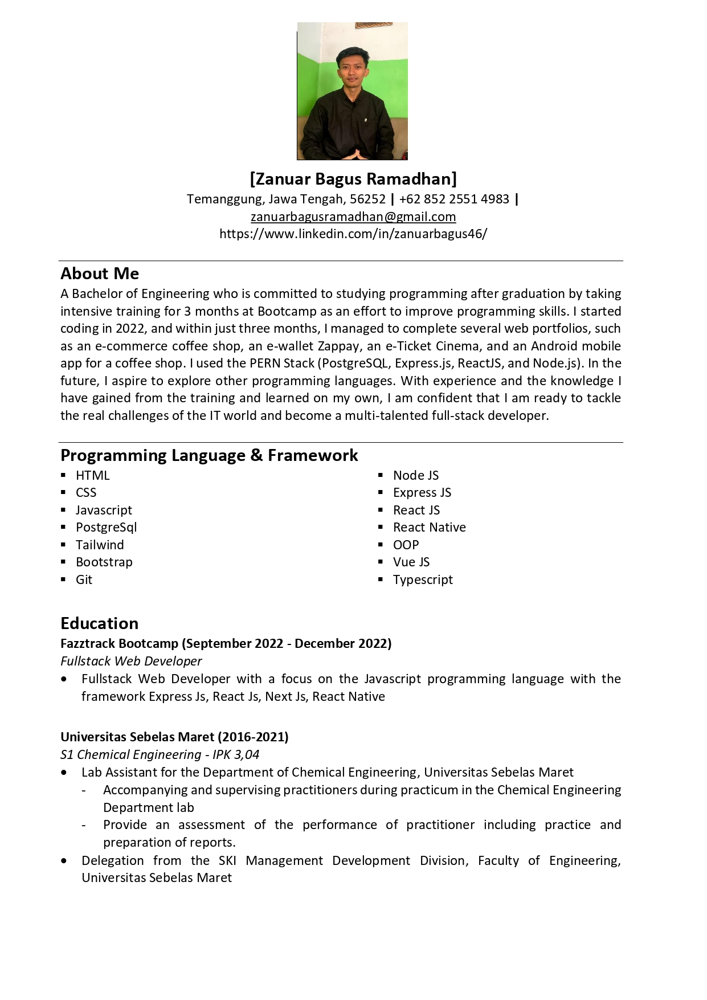 [Zanuar Bagus Ramadhan]
Temanggung, Jawa Tengah, 56252 | +62 852 2551 4983 |
zanuarbagusramadhan@gmail.com
https://www.linkedin.com/in/zanuarbagus46/
About Me
A Bachelor of Engineering who is committed to studying programming after graduation by taking
intensive training for 3 months at Bootcamp as an effort to improve programming skills. I started
coding in 2022, and within just three months, I managed to complete several web portfolios, such
as an e-commerce coffee shop, an e-wallet Zappay, an e-Ticket Cinema, and an Android mobile
app for a coffee shop. I used the PERN Stack (PostgreSQL, Express.js, ReactJS, and Node.js). In the
future, I aspire to explore other programming languages. With experience and the knowledge I
have gained from the training and learned on my own, I am confident that I am ready to tackle
the real challenges of the IT world and become a multi-talented full-stack developer.
Programming Language & Framework
▪ HTML
▪ CSS
▪ Javascript
▪ PostgreSql
▪ Tailwind
▪ Bootstrap
▪ Git
▪ Node JS
▪ Express JS
▪ React JS
▪ React Native
▪ OOP
▪ Vue JS
▪ Typescript
Education
Fazztrack Bootcamp (September 2022 - December 2022)
Fullstack Web Developer
• Fullstack Web Developer with a focus on the Javascript programming language with the
framework Express Js, React Js, Next Js, React Native
Universitas Sebelas Maret (2016-2021)
S1 Chemical Engineering - IPK 3,04
• Lab Assistant for the Department of Chemical Engineering, Universitas Sebelas Maret
- Accompanying and supervising practitioners during practicum in the Chemical Engineering
Department lab
- Provide an assessment of the performance of practitioner including practice and
preparation of reports.
• Delegation from the SKI Management Development Division, Faculty of Engineering,
Universitas Sebelas Maret